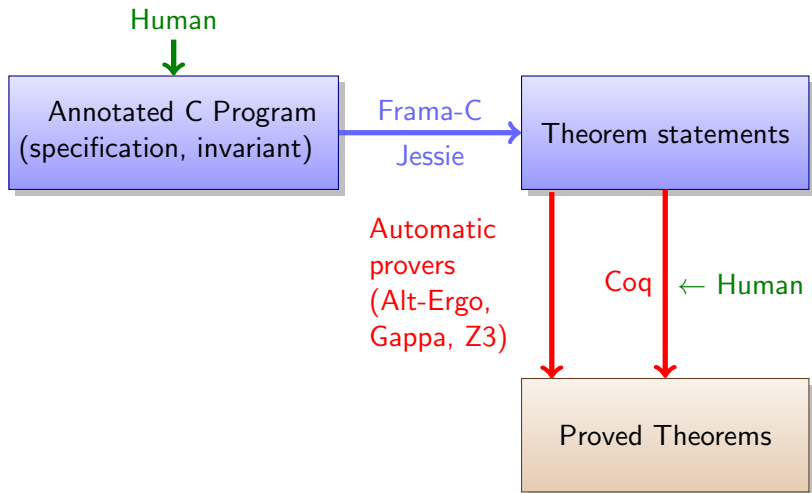 Human
Annotated C Program
(specification, invariant)
Frama-C
Jessie
Theorem statements
Automatic
provers
(Alt-Ergo,
Gappa, Z3)
Coq
← Human
Proved Theorems